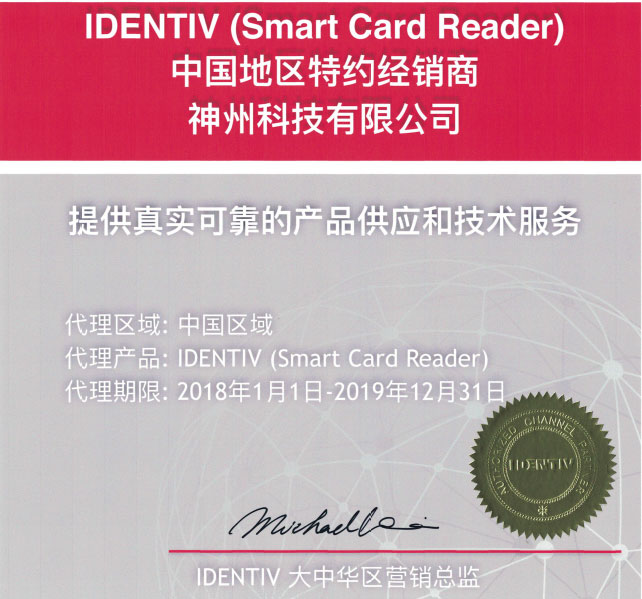 IDENTIV (Smart Card Reader)
中国地区特约经销商
神州科技有限公司
提供真实可靠的产品供应和技术服务
代理区域: 中国区域
代理产品: IDENTIV (Smart Card Reader)
代理期限: 2018年1月1日-2019年12月31日
AUTHORIZED CHANNEL PARTNER
IDENTIV
IDENTIV 大中华区营销总监